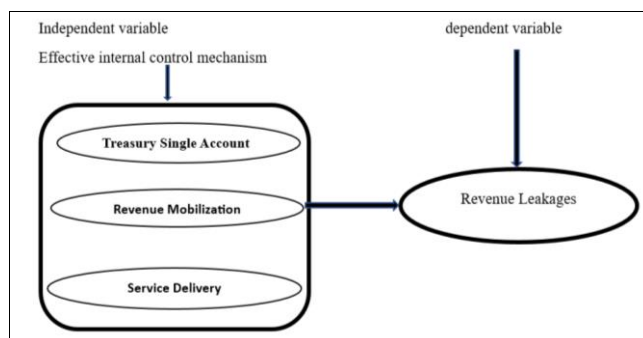 Independent variable
dependent variable
Effective internal control mechanism
Treasury Single Account
Revenue Mobilization
Revenue Leakages
Service Delivery